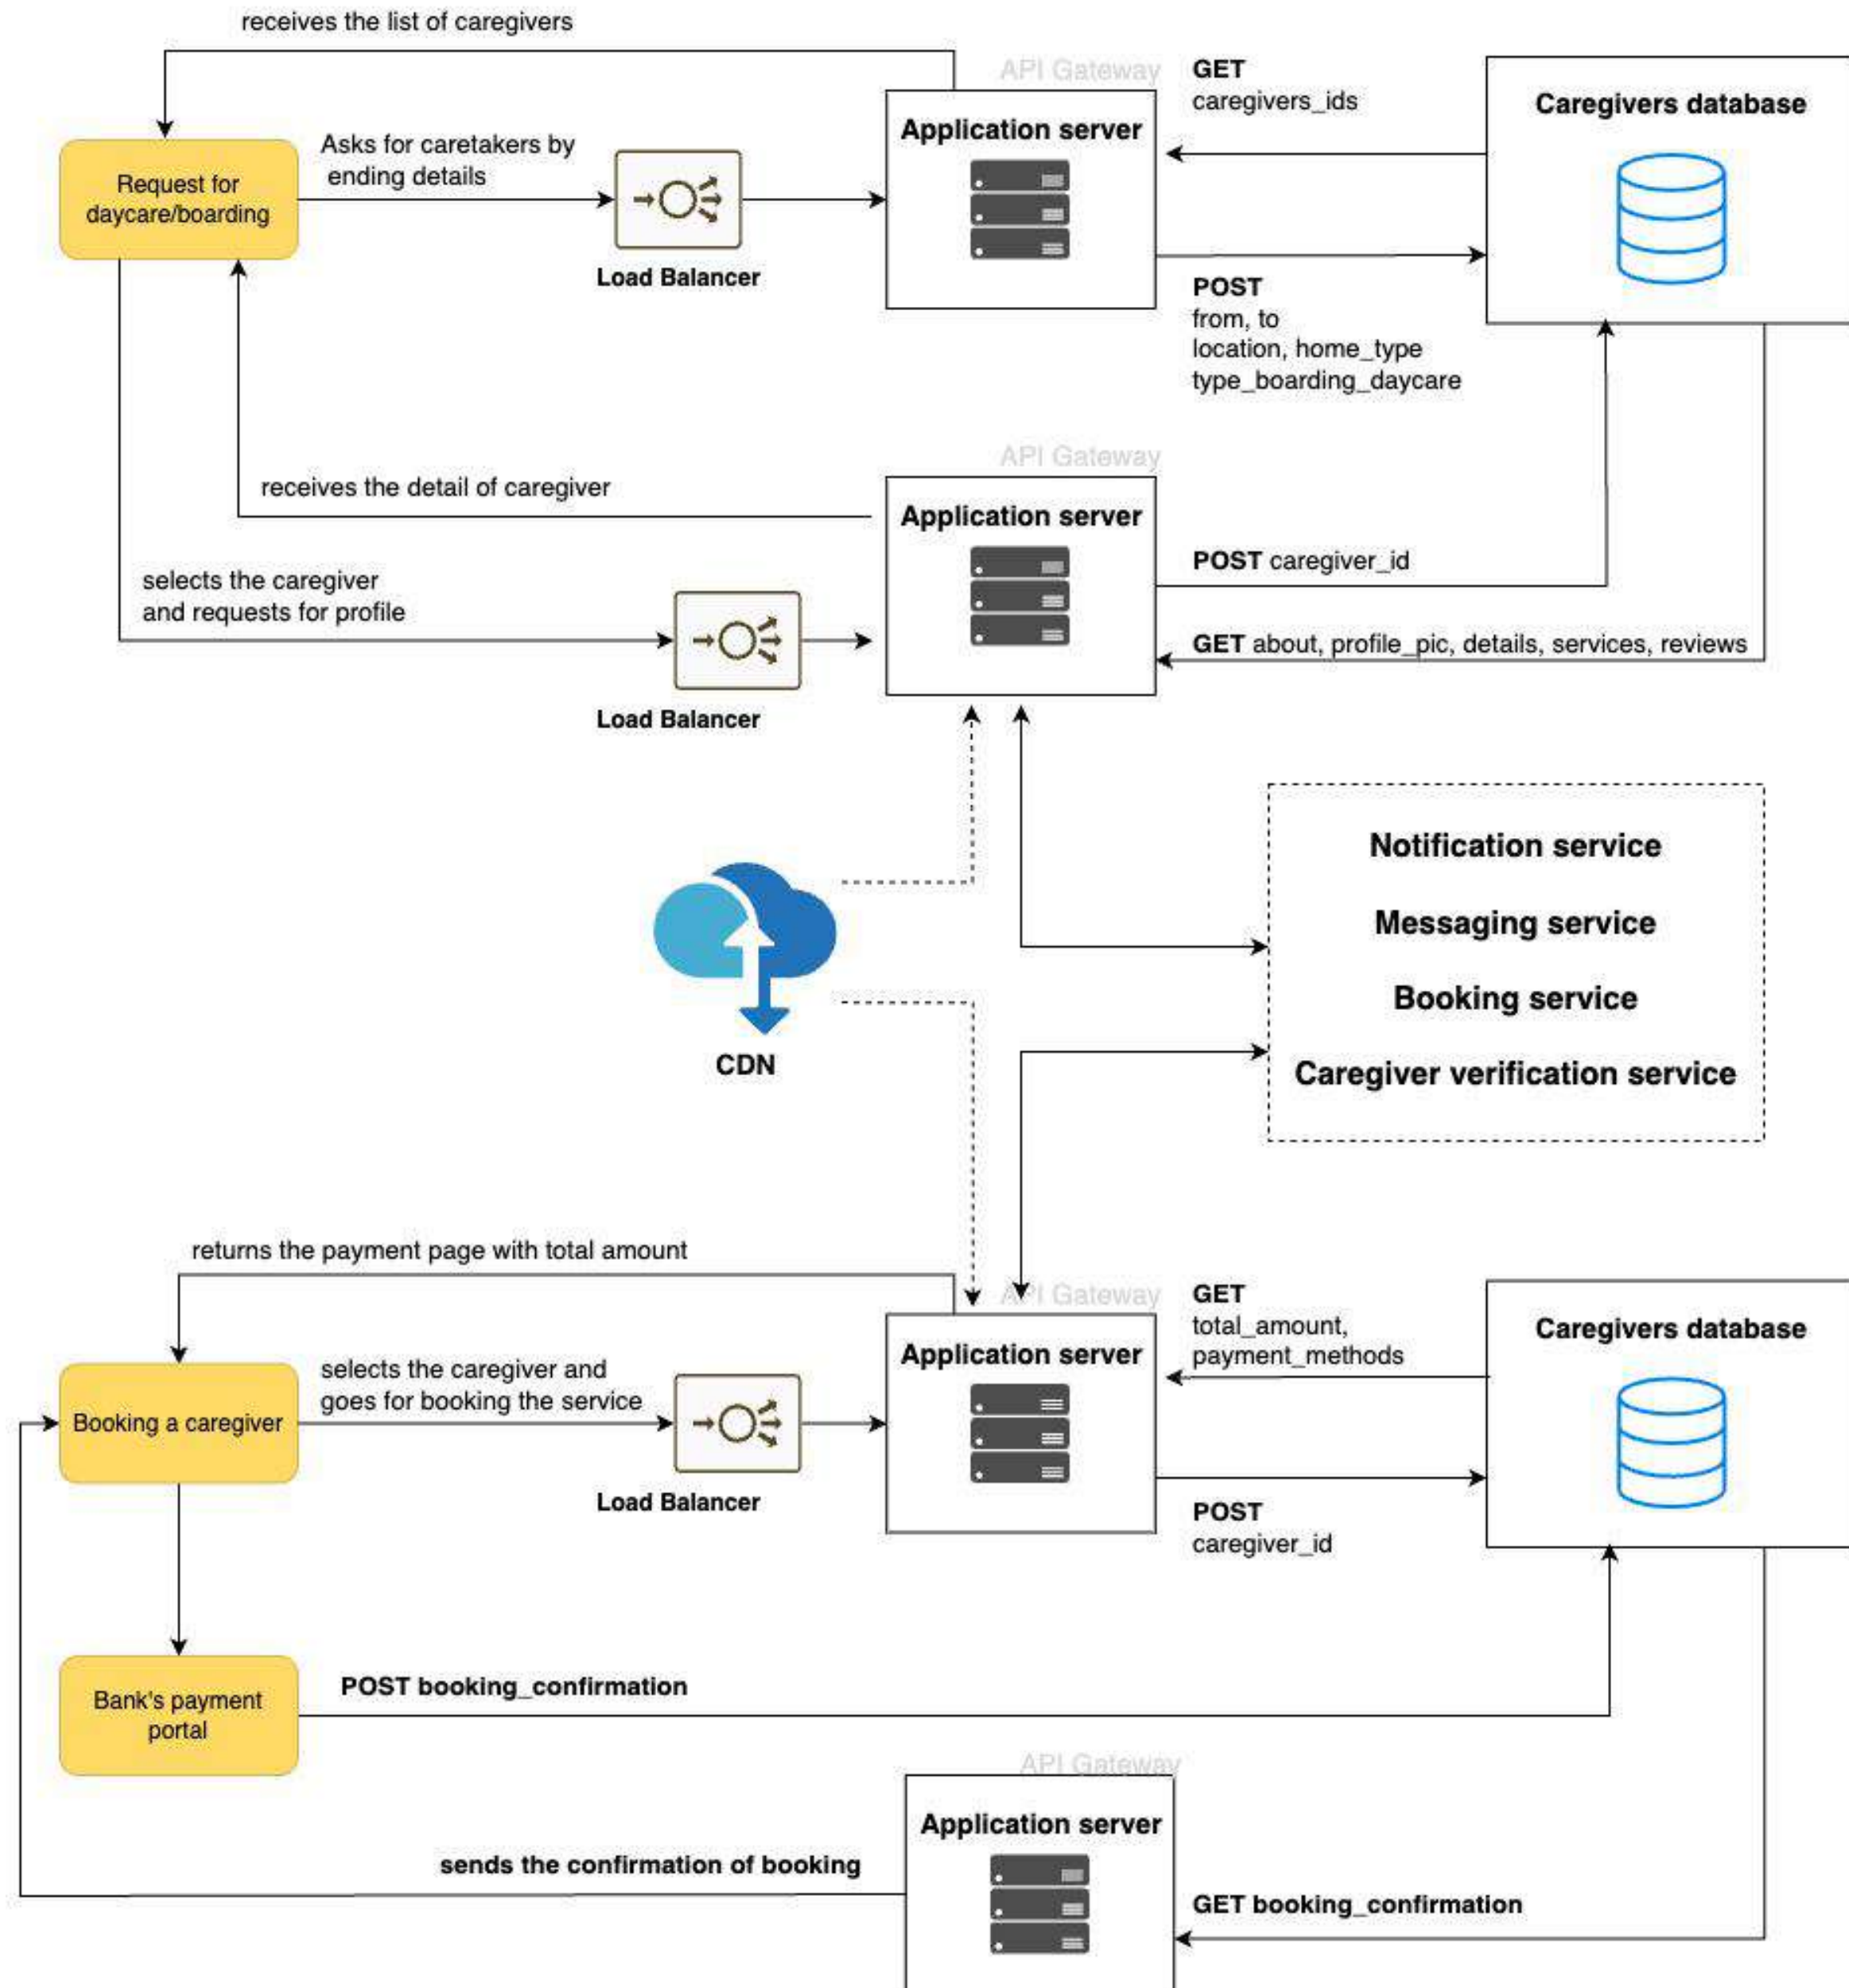 receives the list of caregivers
API Gateway
GET
caregivers_ids
Application server
Caregivers database
Asks for caretakers by
ending details
Request for
daycare/boarding
Load Balancer
POST
from, to
location, home_type
type_boarding_daycare
API Gateway
receives the detail of caregiver
Application server
POST caregiver_id
selects the caregiver
and requests for profile
GET about, profile_pic, details, services, reviews
Load Balancer
Notification service
Messaging service
Booking service
Caregiver verification service
CDN
returns the payment page with total amount
API Gateway
GET
total_amount,
payment_methods
Application server
Caregivers database
selects the caregiver and
goes for booking the service
Booking a caregiver
Load Balancer
POST
caregiver_id
Bank's payment
portal
POST booking_confirmation
API Gateway
Application server
sends the confirmation of booking
GET booking_confirmation